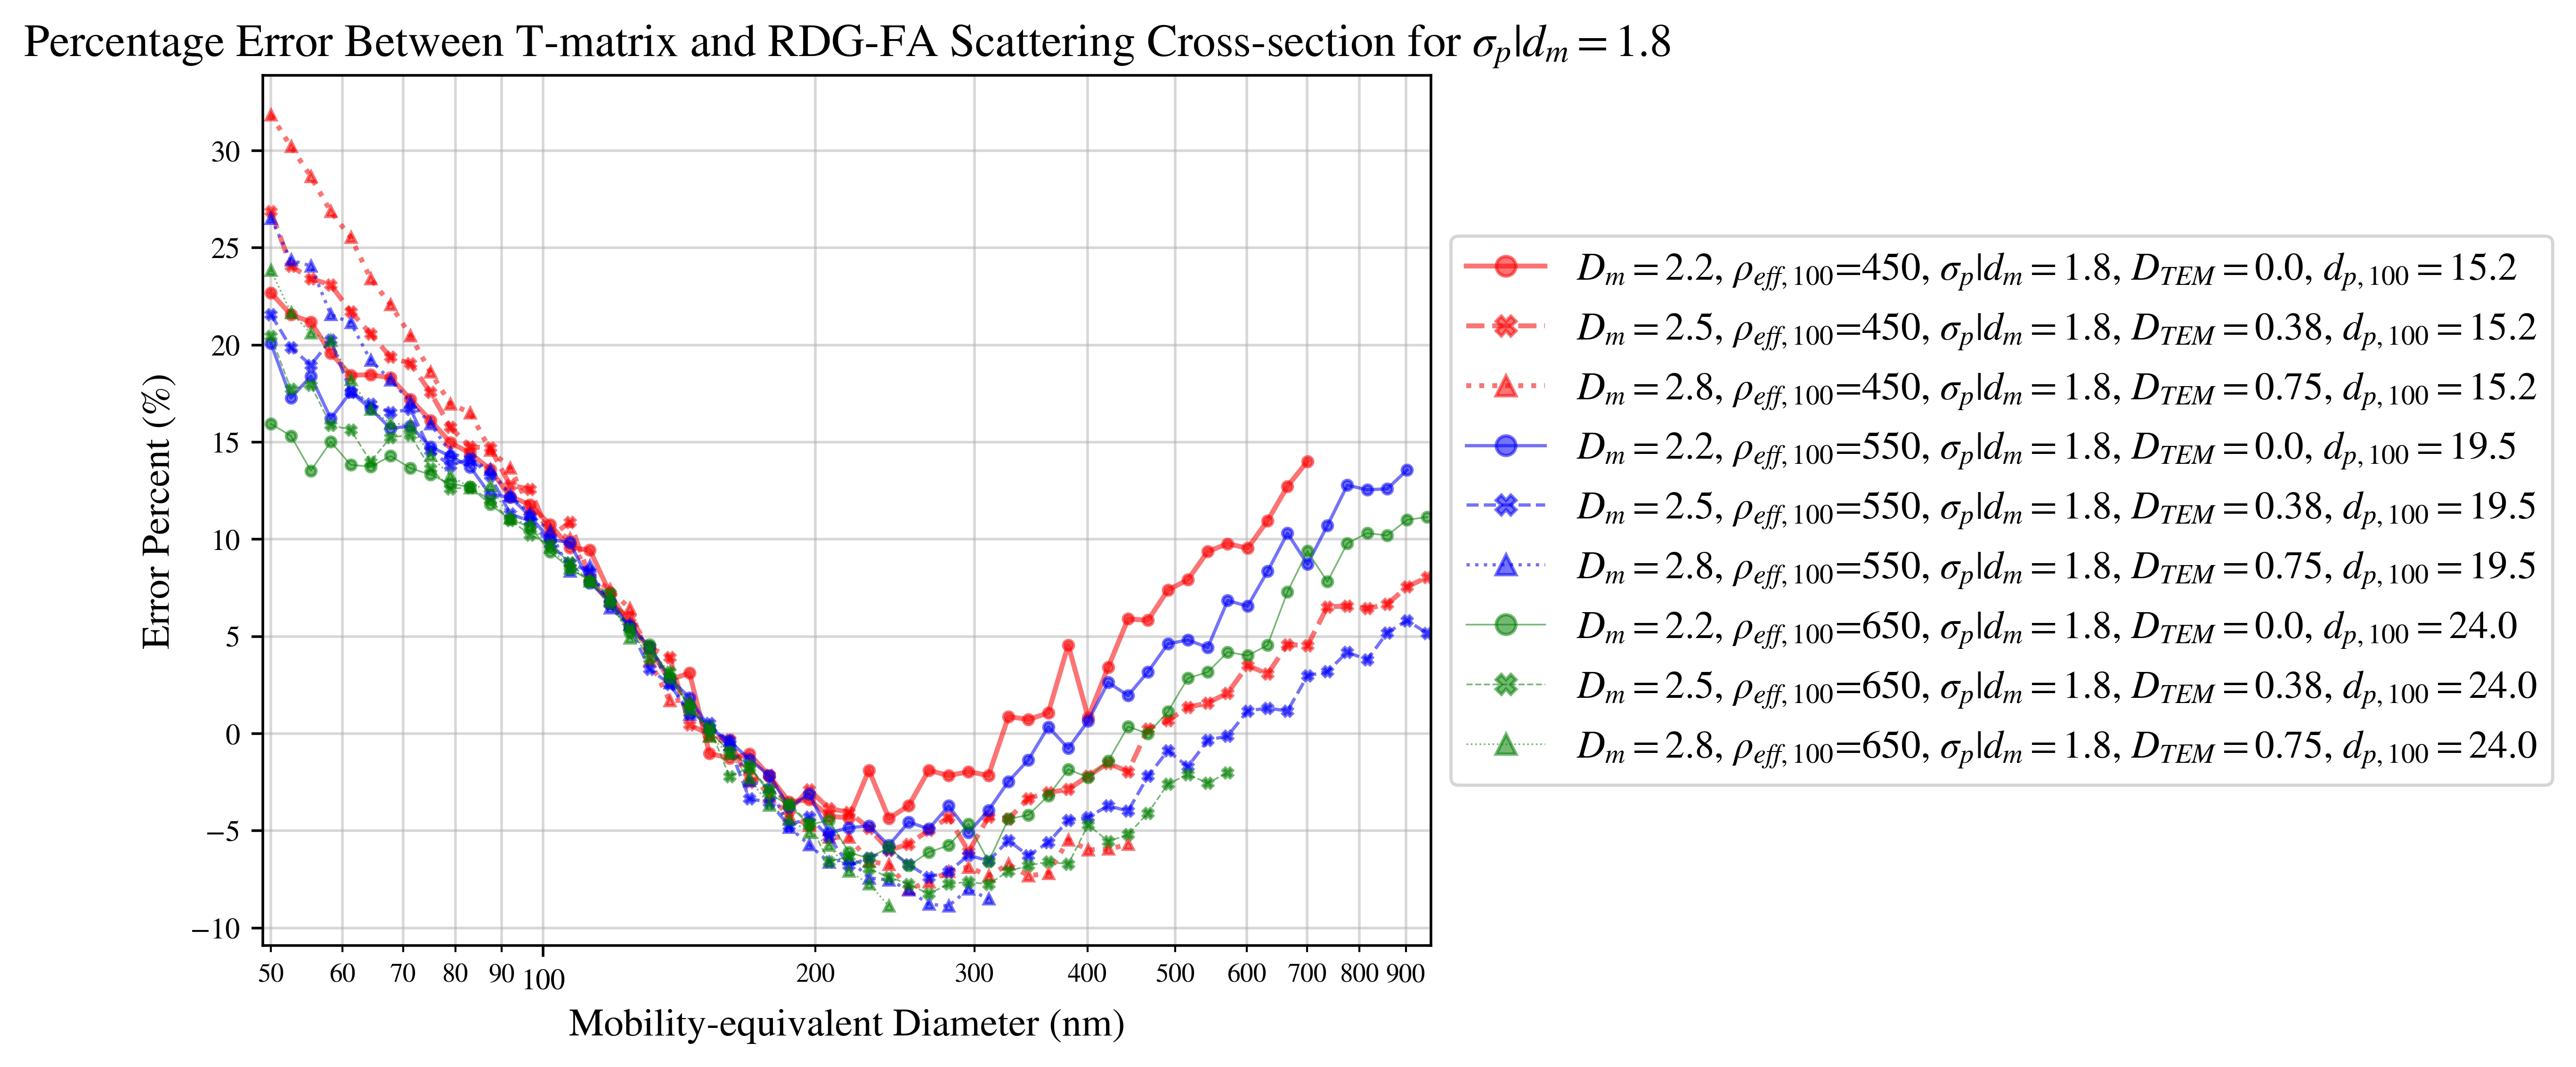 Percentage Error Between T-matrix and RDG-FA Scattering Cross-section for σp|dm = 1.8
Error Percent (%)
30
25
20
15
10
5
0
−5
−10
50 60 70 80 90 100 200 300 400 500 600 700 800 900
Mobility-equivalent Diameter (nm)
Dm = 2.2, ρeff,100=450, σp|dm = 1.8, DTEM = 0.0, dp,100 = 15.2
Dm = 2.5, ρeff,100=450, σp|dm = 1.8, DTEM = 0.38, dp,100 = 15.2
Dm = 2.8, ρeff,100=450, σp|dm = 1.8, DTEM = 0.75, dp,100 = 15.2
Dm = 2.2, ρeff,100=550, σp|dm = 1.8, DTEM = 0.0, dp,100 = 19.5
Dm = 2.5, ρeff,100=550, σp|dm = 1.8, DTEM = 0.38, dp,100 = 19.5
Dm = 2.8, ρeff,100=550, σp|dm = 1.8, DTEM = 0.75, dp,100 = 19.5
Dm = 2.2, ρeff,100=650, σp|dm = 1.8, DTEM = 0.0, dp,100 = 24.0
Dm = 2.5, ρeff,100=650, σp|dm = 1.8, DTEM = 0.38, dp,100 = 24.0
Dm = 2.8, ρeff,100=650, σp|dm = 1.8, DTEM = 0.75, dp,100 = 24.0